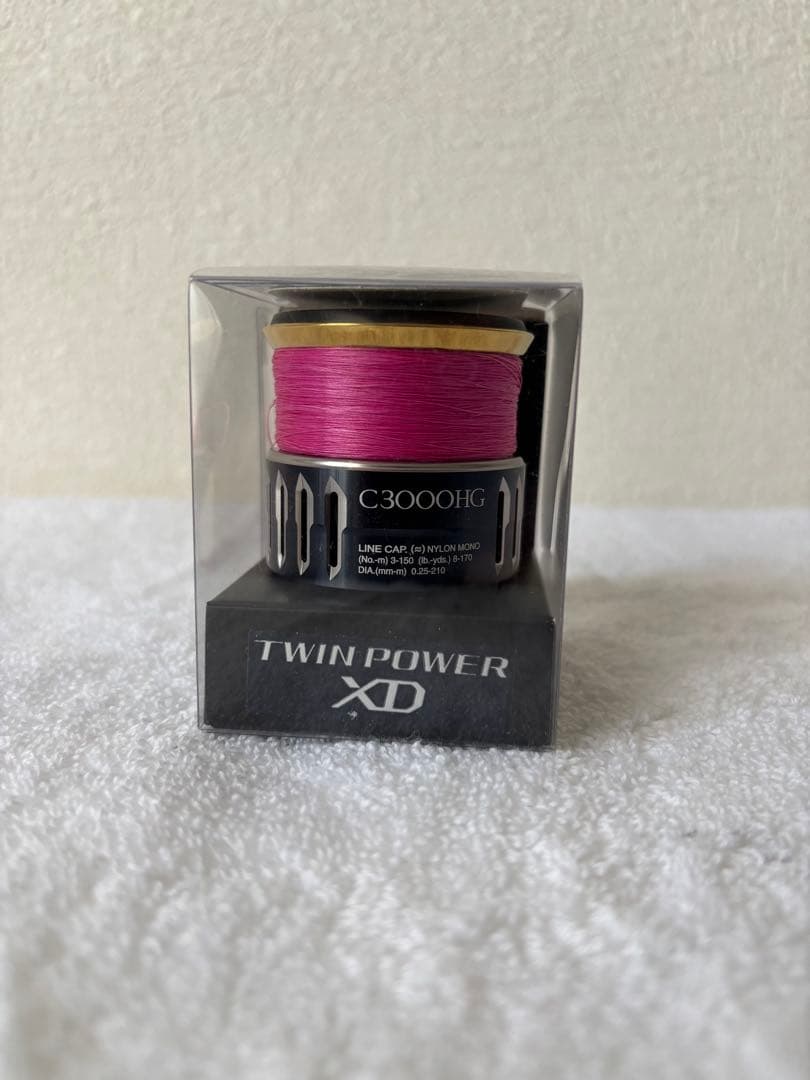 C3000HG
LINE CAP. (≈) NYLON MONO
(No.-m) 3-150 (lb.-yds.) 8-170
DIA.(mm-m) 0.25-210
TWIN POWER
XD